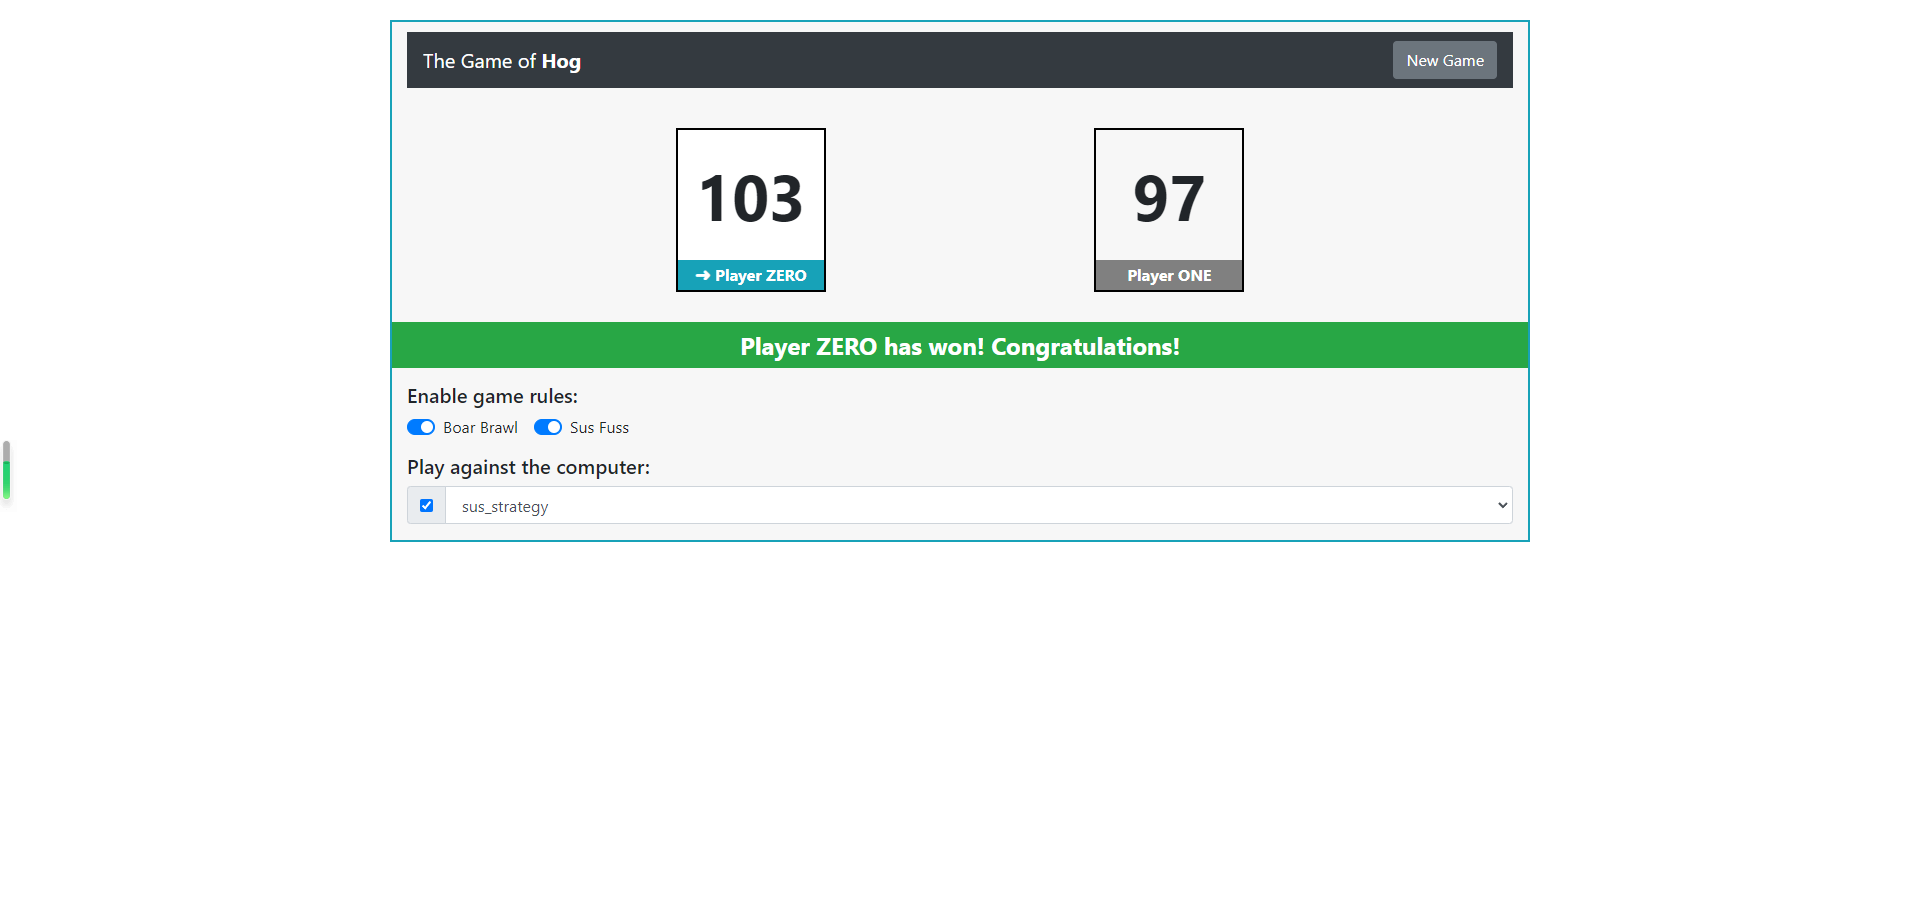 The Game of Hog
New Game
103
97
➜ Player ZERO
Player ONE
Player ZERO has won! Congratulations!
Enable game rules:
Boar Brawl
Sus Fuss
Play against the computer:
sus_strategy